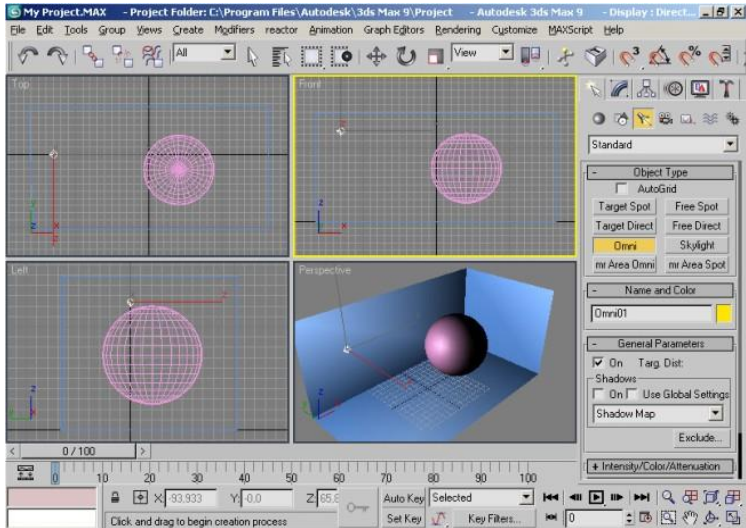 My Project.MAX - Project Folder: C:\Program Files\Autodesk\3ds Max 9\Project - Autodesk 3ds Max 9 - Display : Direct...
File Edit Tools Group Views Create Modifiers reactor Animation Graph Editors Rendering Customize MAXScript Help
All View
Top
Front
Left
Perspective
Standard
- Object Type
AutoGrid
Target Spot Free Spot
Target Direct Free Direct
Omni Skylight
mr Area Omni mr Area Spot
- Name and Color
Omni01
- General Parameters
On Targ. Dist:
Shadows
On Use Global Settings
Shadow Map
Exclude...
+ Intensity/Color/Attenuation
< 0 / 100 >
0 10 20 30 40 50 60 70 80 90 100
X: -93.933 Y: -0,0 Z: 65,8 Auto Key Selected
Click and drag to begin creation process Set Key Key Filters... 0